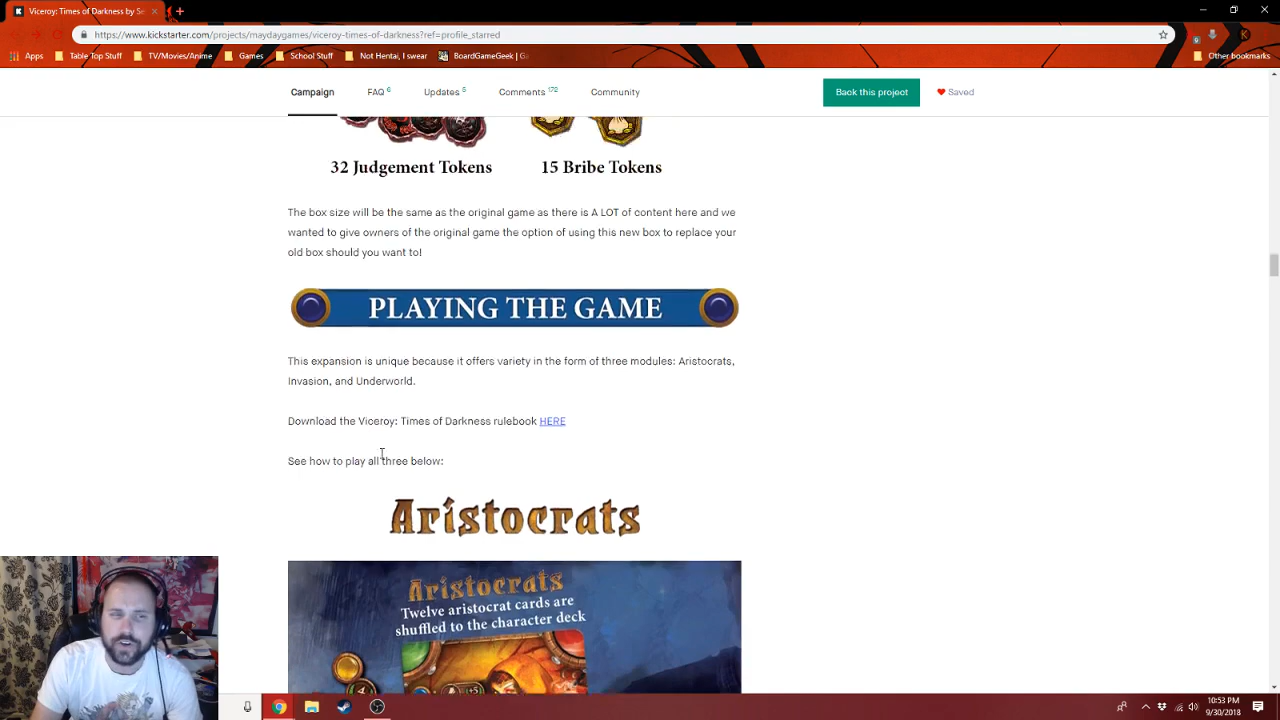 Viceroy: Times of Darkness by Se
https://www.kickstarter.com/projects/maydaygames/viceroy-times-of-darkness?ref=profile_starred
Apps Table Top Stuff TV/Movies/Anime Games School Stuff Not Hentai, I swear BoardGameGeek | Ga Other bookmarks
Campaign FAQ 6 Updates 5 Comments 172 Community Back this project Saved
32 Judgement Tokens 15 Bribe Tokens
The box size will be the same as the original game as there is A LOT of content here and we
wanted to give owners of the original game the option of using this new box to replace your
old box should you want to!
PLAYING THE GAME
This expansion is unique because it offers variety in the form of three modules: Aristocrats,
Invasion, and Underworld.
Download the Viceroy: Times of Darkness rulebook HERE
See how to play all three below:
Aristocrats
Aristocrats
Twelve aristocrat cards are
shuffled to the character deck
4 +5
10:53 PM
9/30/2018